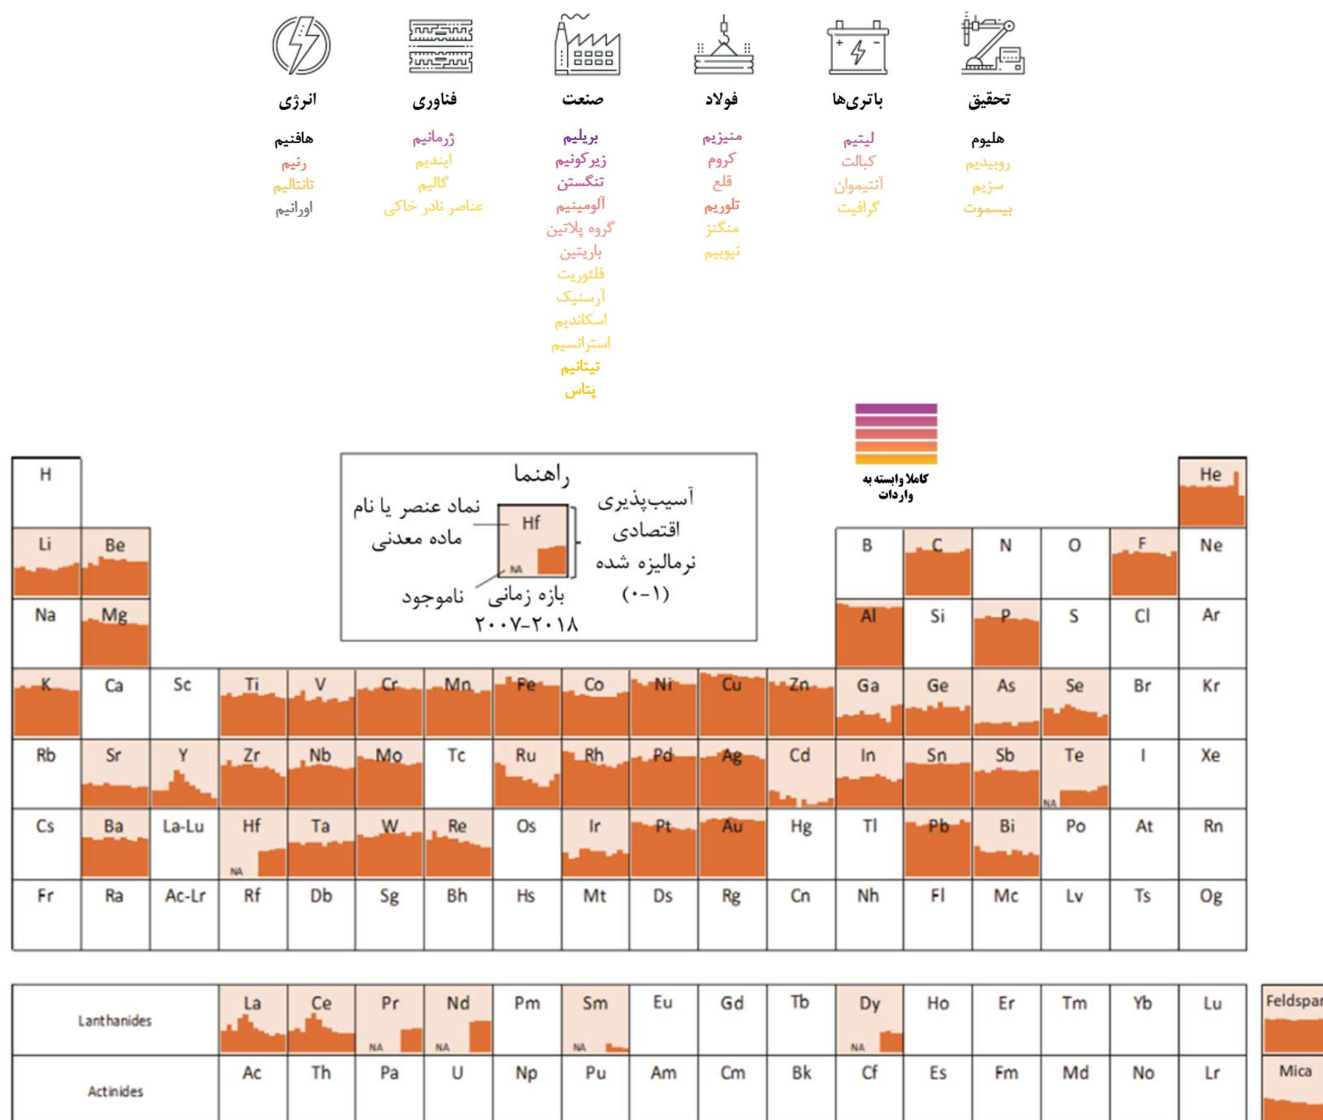 انرژی
هافنیم
رنیم
تانتالیم
اورانیم
فناوری
ژرمانیم
ایندیم
گالیم
عناصر نادر خاکی
صنعت
بریلیم
زیرکونیم
تنگستن
آلومینیم
گروه پلاتین
باریتین
فلئوریت
آرسنیک
اسکاندیم
استرانسیم
تیتانیم
پتاس
فولاد
منیزیم
کروم
قلع
تلوریم
منگنز
نیوبیم
باتری‌ها
لیتیم
کبالت
آنتیموان
گرافیت
تحقیق
هلیوم
روبیدیم
سزیم
بیسموت
کاملا وابسته به
واردات
راهنما
نماد عنصر یا نام
ماده معدنی
Hf
NA
آسیب‌پذیری
اقتصادی
نرمالیزه شده
(۰-۱)
ناموجود
بازه زمانی
۲۰۰۷-۲۰۱۸
H He
Li Be B C N O F Ne
Na Mg Al Si P S Cl Ar
K Ca Sc Ti V Cr Mn Fe Co Ni Cu Zn Ga Ge As Se Br Kr
Rb Sr Y Zr Nb Mo Tc Ru Rh Pd Ag Cd In Sn Sb Te I Xe
NA
Cs Ba La-Lu Hf Ta W Re Os Ir Pt Au Hg Tl Pb Bi Po At Rn
NA
Fr Ra Ac-Lr Rf Db Sg Bh Hs Mt Ds Rg Cn Nh Fl Mc Lv Ts Og
Lanthanides La Ce Pr Nd Pm Sm Eu Gd Tb Dy Ho Er Tm Yb Lu Feldspar
NA NA NA NA
Actinides Ac Th Pa U Np Pu Am Cm Bk Cf Es Fm Md No Lr Mica